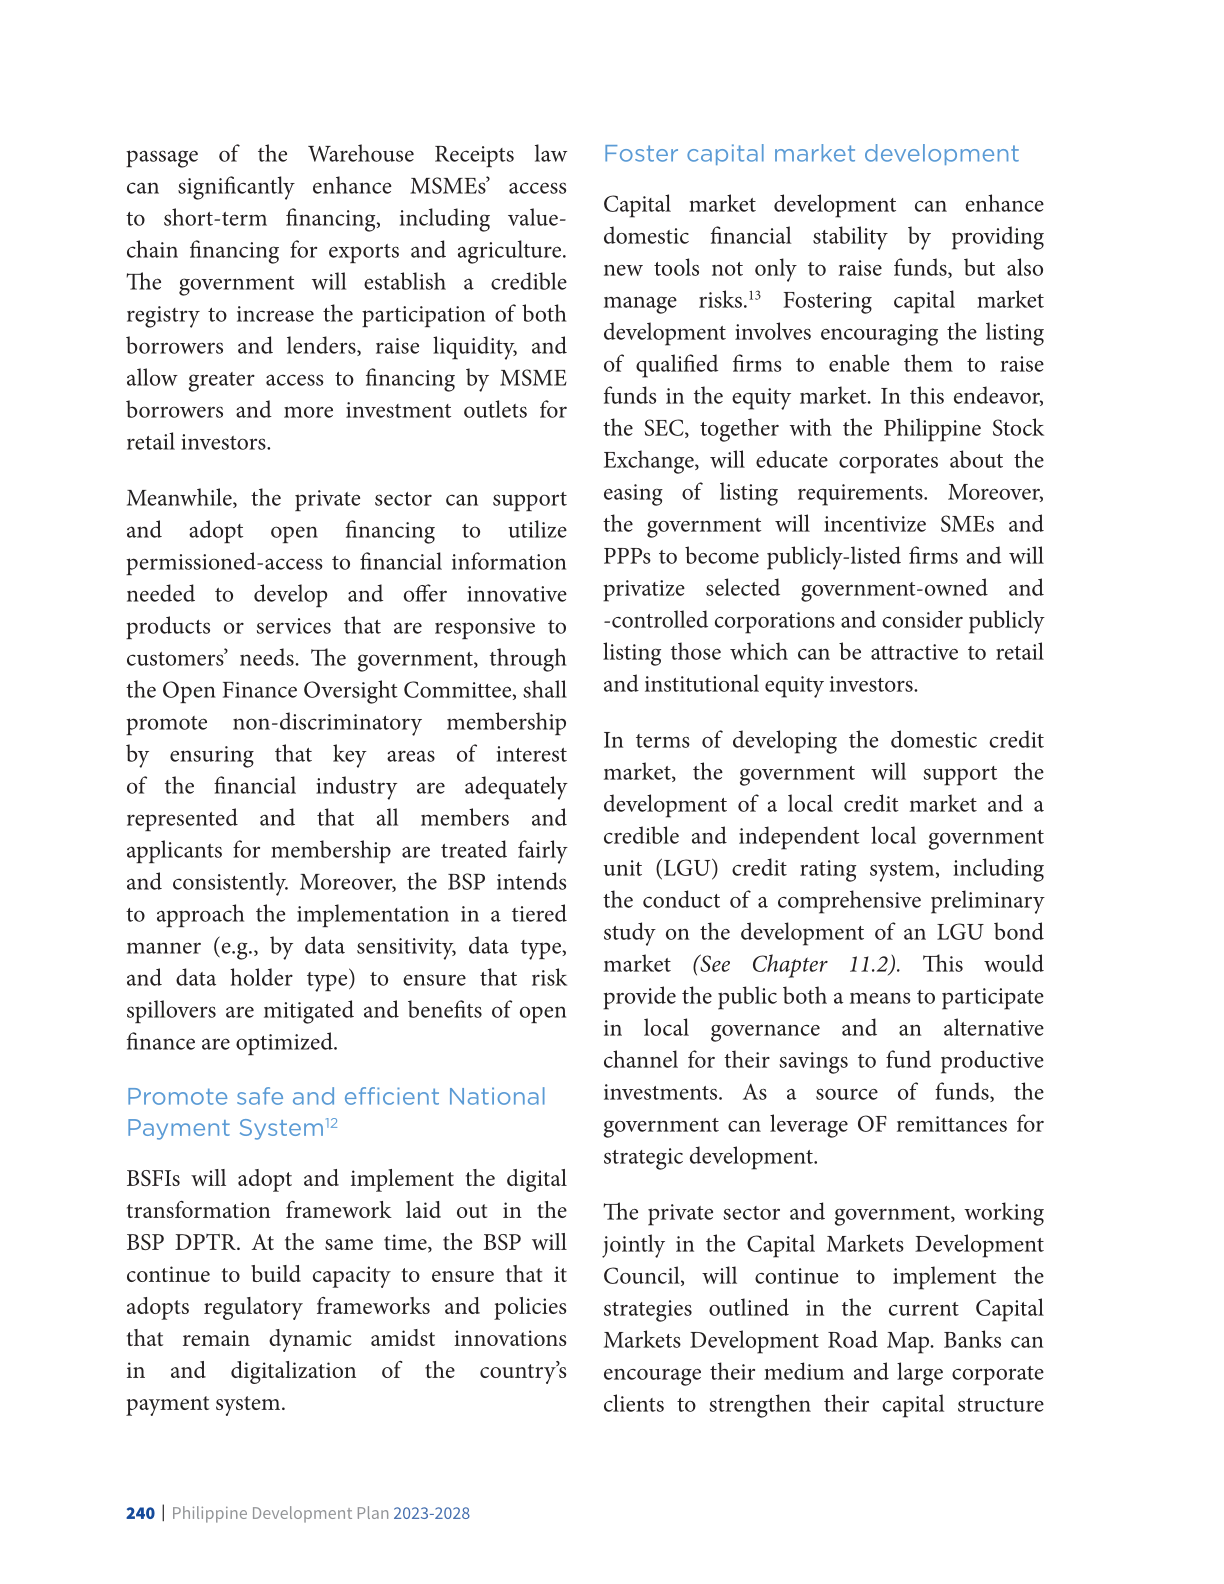 passage of the Warehouse Receipts law
can significantly enhance MSMEs’ access
to short-term financing, including value-
chain financing for exports and agriculture.
The government will establish a credible
registry to increase the participation of both
borrowers and lenders, raise liquidity, and
allow greater access to financing by MSME
borrowers and more investment outlets for
retail investors.
Meanwhile, the private sector can support
and adopt open financing to utilize
permissioned-access to financial information
needed to develop and offer innovative
products or services that are responsive to
customers’ needs. The government, through
the Open Finance Oversight Committee, shall
promote non-discriminatory membership
by ensuring that key areas of interest
of the financial industry are adequately
represented and that all members and
applicants for membership are treated fairly
and consistently. Moreover, the BSP intends
to approach the implementation in a tiered
manner (e.g., by data sensitivity, data type,
and data holder type) to ensure that risk
spillovers are mitigated and benefits of open
finance are optimized.
Promote safe and efficient National
Payment System¹²
BSFIs will adopt and implement the digital
transformation framework laid out in the
BSP DPTR. At the same time, the BSP will
continue to build capacity to ensure that it
adopts regulatory frameworks and policies
that remain dynamic amidst innovations
in and digitalization of the country’s
payment system.
Foster capital market development
Capital market development can enhance
domestic financial stability by providing
new tools not only to raise funds, but also
manage risks.¹³ Fostering capital market
development involves encouraging the listing
of qualified firms to enable them to raise
funds in the equity market. In this endeavor,
the SEC, together with the Philippine Stock
Exchange, will educate corporates about the
easing of listing requirements. Moreover,
the government will incentivize SMEs and
PPPs to become publicly-listed firms and will
privatize selected government-owned and
-controlled corporations and consider publicly
listing those which can be attractive to retail
and institutional equity investors.
In terms of developing the domestic credit
market, the government will support the
development of a local credit market and a
credible and independent local government
unit (LGU) credit rating system, including
the conduct of a comprehensive preliminary
study on the development of an LGU bond
market (See Chapter 11.2). This would
provide the public both a means to participate
in local governance and an alternative
channel for their savings to fund productive
investments. As a source of funds, the
government can leverage OF remittances for
strategic development.
The private sector and government, working
jointly in the Capital Markets Development
Council, will continue to implement the
strategies outlined in the current Capital
Markets Development Road Map. Banks can
encourage their medium and large corporate
clients to strengthen their capital structure
240 | Philippine Development Plan 2023-2028